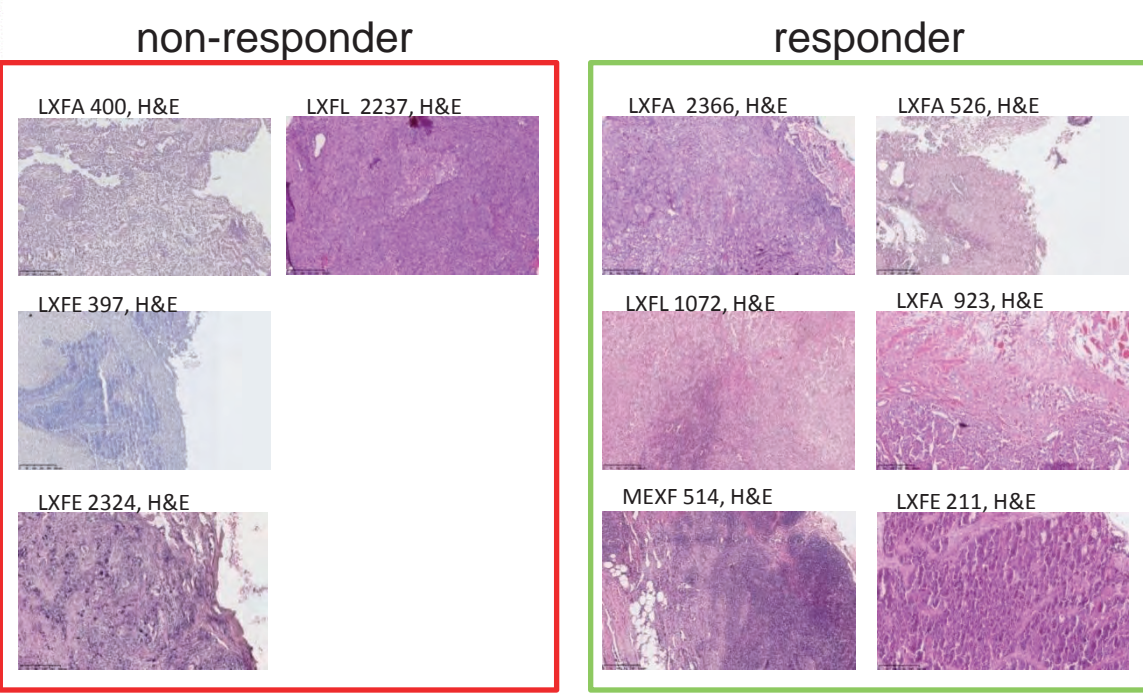 non-responder
LXFA 400, H&E
LXFL 2237, H&E
LXFE 397, H&E
LXFE 2324, H&E
responder
LXFA 2366, H&E
LXFA 526, H&E
LXFL 1072, H&E
LXFA 923, H&E
MEXF 514, H&E
LXFE 211, H&E